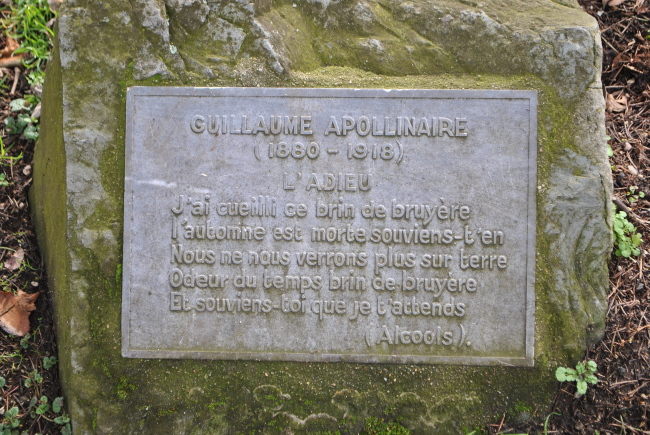 GUILLAUME APOLLINAIRE
(1880 - 1918)
L'ADIEU
J'ai cueilli ce brin de bruyère
l'automne est morte souviens-t'en
Nous ne nous verrons plus sur terre
Odeur du temps brin de bruyère
Et souviens-toi que je t'attends
(Alcools).